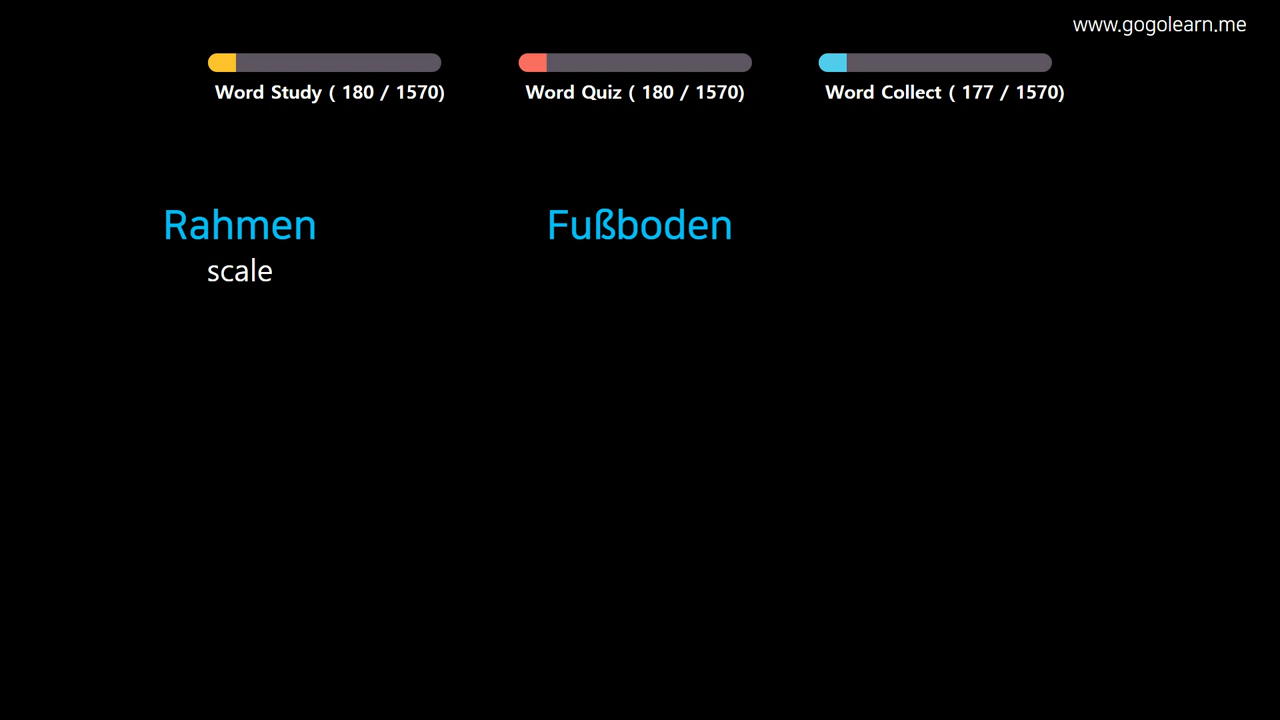 www.gogolearn.me
Word Study ( 180 / 1570)
Word Quiz ( 180 / 1570)
Word Collect ( 177 / 1570)
Rahmen
scale
Fußboden